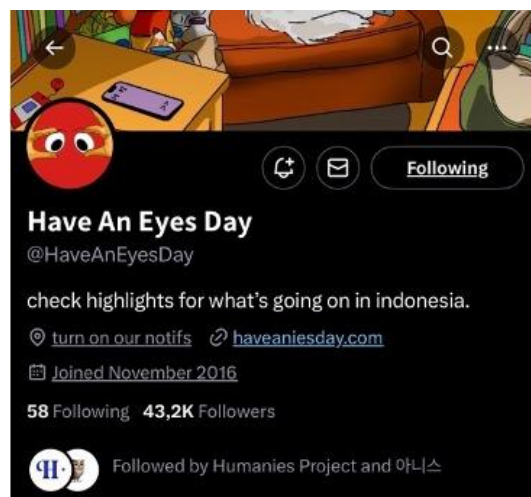 Following
Have An Eyes Day
@HaveAnEyesDay
check highlights for what's going on in indonesia.
turn on our notifs haveaniesday.com
Joined November 2016
58 Following 43,2K Followers
Followed by Humanies Project and 아니스